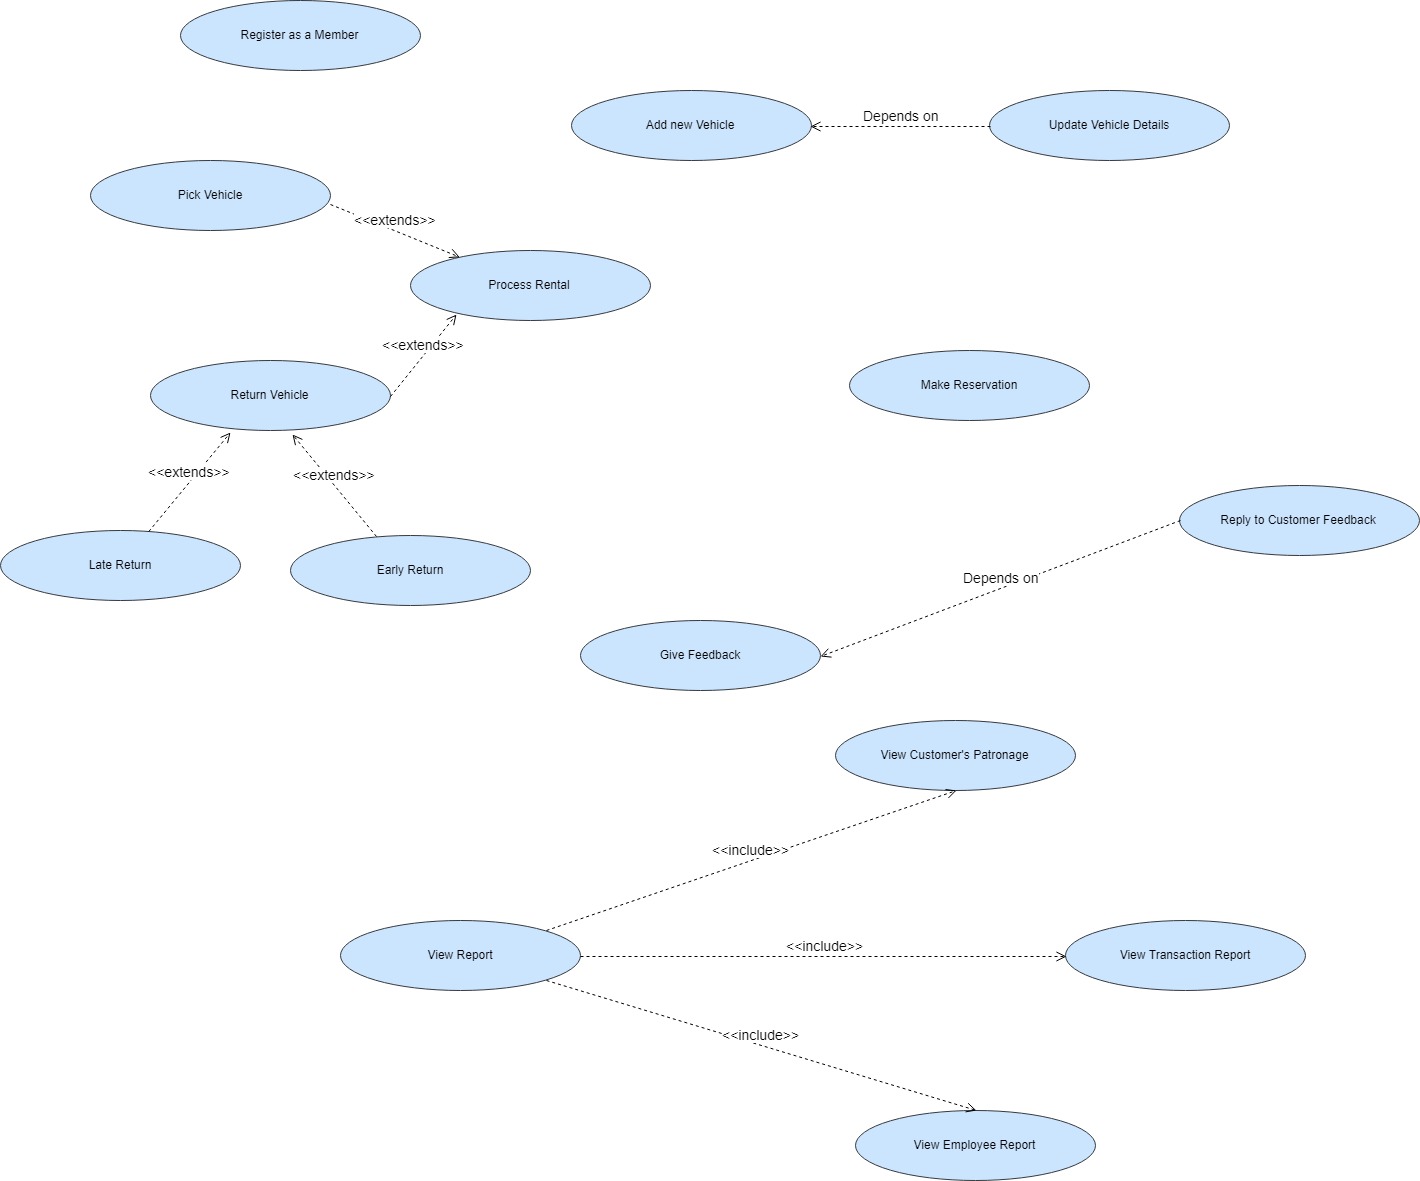 Register as a Member
Add new Vehicle
Depends on
Update Vehicle Details
Pick Vehicle
<<extends>>
Process Rental
<<extends>>
Return Vehicle
Make Reservation
<<extends>>
<<extends>>
Late Return
Early Return
Reply to Customer Feedback
Depends on
Give Feedback
View Customer's Patronage
<<include>>
View Report
<<include>>
View Transaction Report
<<include>>
View Employee Report